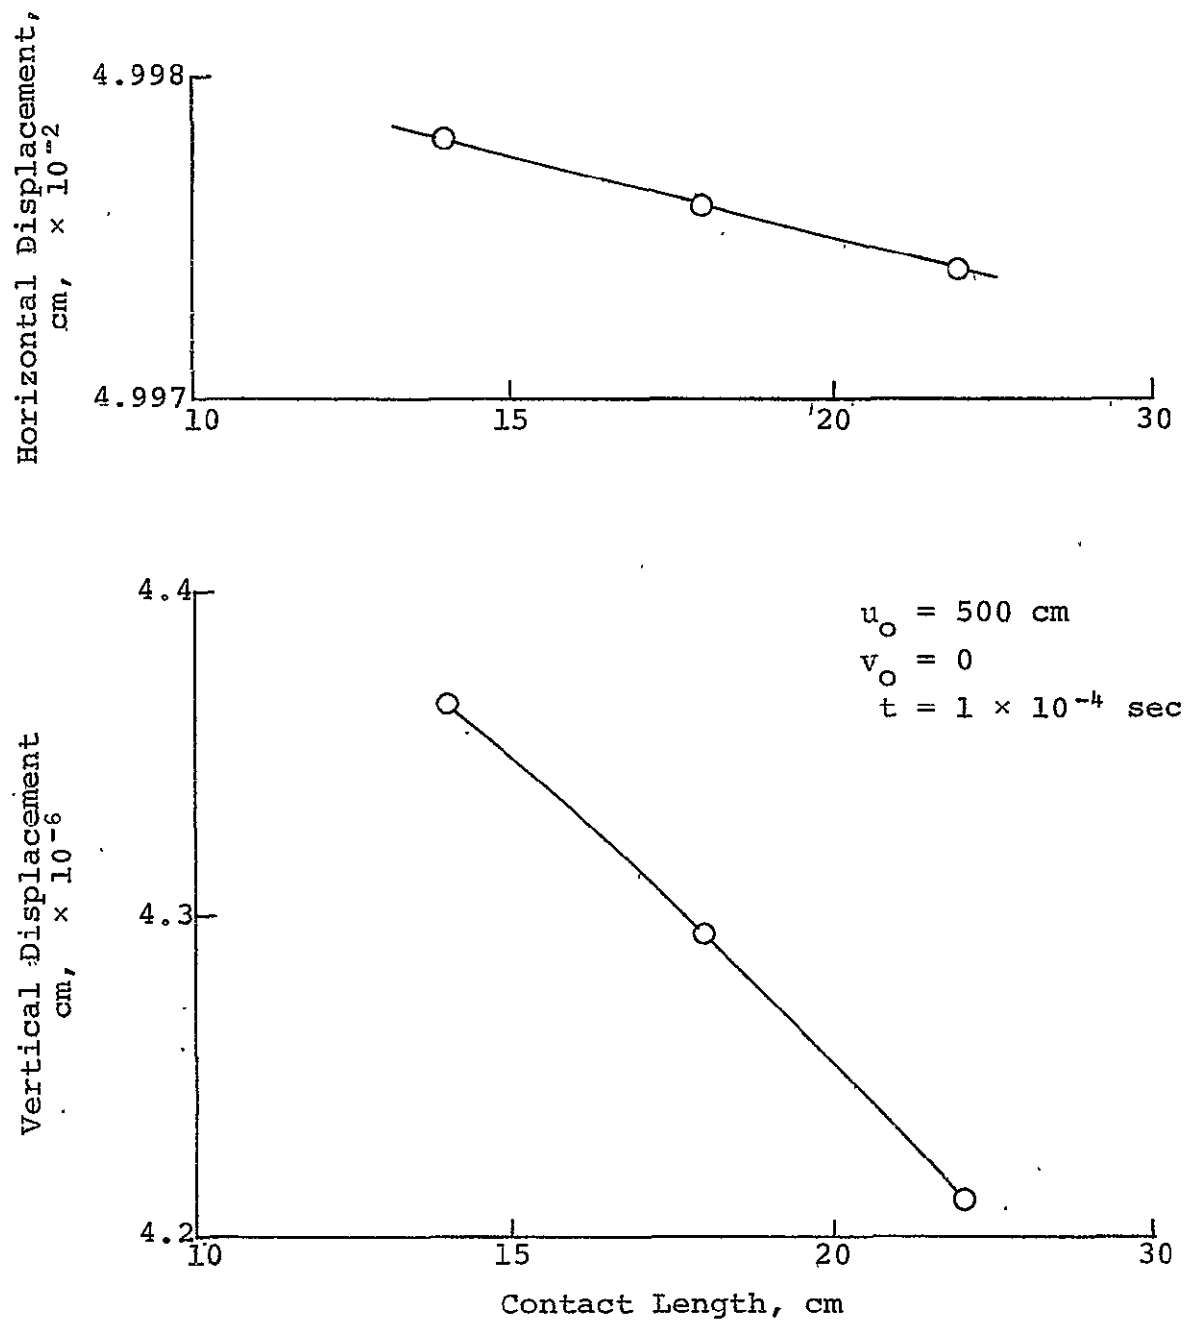 Horizontal Displacement,
cm, × 10⁻²
4.998
4.997
10
15
20
30
Vertical Displacement
cm, × 10⁻⁶
4.4
4.3
4.2
u_o = 500 cm
v_o = 0
t = 1 × 10⁻⁴ sec
10
15
20
30
Contact Length, cm